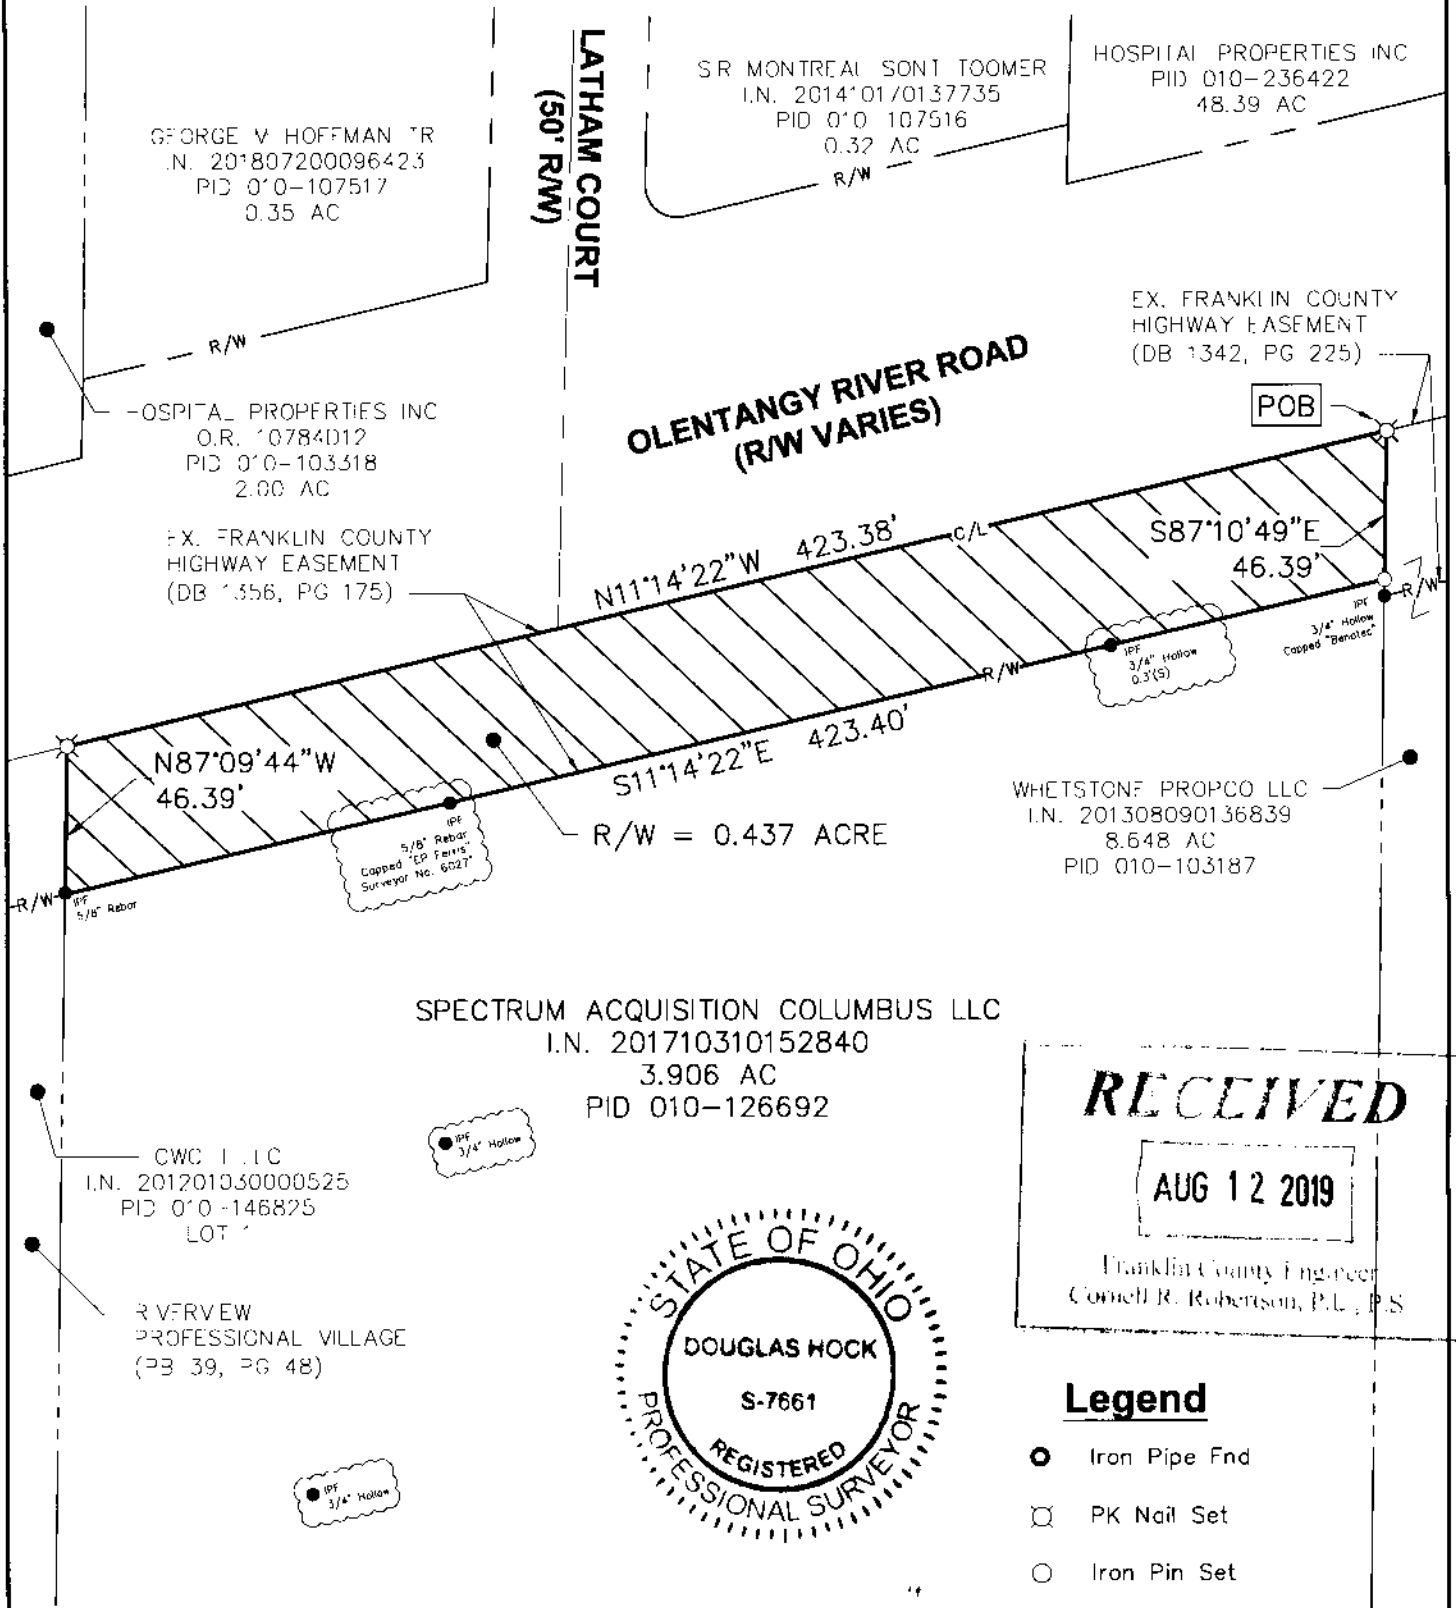 LATHAM COURT
(50' R/W)
GEORGE V HOFFMAN TR
I.N. 201807200096423
PID 010-107517
0.35 AC
S R MONTREAL SONT TOOMER
I.N. 201410170137735
PID 010 107516
0.32 AC
HOSPITAL PROPERTIES INC
PID 010-236422
48.39 AC
R/W
R/W
EX. FRANKLIN COUNTY
HIGHWAY EASEMENT
(DB 1342, PG 225)
POB
OLENTANGY RIVER ROAD
(R/W VARIES)
HOSPITAL PROPERTIES INC
O.R. 10784D12
PID 010-103318
2.00 AC
EX. FRANKLIN COUNTY
HIGHWAY EASEMENT
(DB 1356, PG 175)
N11°14'22"W 423.38'
C/L
S87°10'49"E
46.39'
R/W
IPF
3/4" Hollow
Capped "Benatec"
IPF
3/4" Hollow
0.3'(S)
R/W
S11°14'22"E 423.40'
N87°09'44"W
46.39'
R/W
IPF
5/8" Rebar
IPF
5/8" Rebar
Capped "EP Ferris"
Surveyor No. 6027"
R/W = 0.437 ACRE
WHETSTONE PROPCO LLC
I.N. 201308090136839
8.648 AC
PID 010-103187
SPECTRUM ACQUISITION COLUMBUS LLC
I.N. 201710310152840
3.906 AC
PID 010-126692
IPF
3/4" Hollow
CWC
I.N. 201201030000525
PID 010-146825
LOT 1
RIVERVIEW
PROFESSIONAL VILLAGE
(PB 39, PG 48)
IPF
3/4" Hollow
STATE OF OHIO
DOUGLAS HOCK
S-7661
REGISTERED
PROFESSIONAL SURVEYOR
RECEIVED
AUG 12 2019
Franklin County Engineer
Cornell R. Robertson, P.E., P.S.
Legend
Iron Pipe Fnd
PK Nail Set
Iron Pin Set